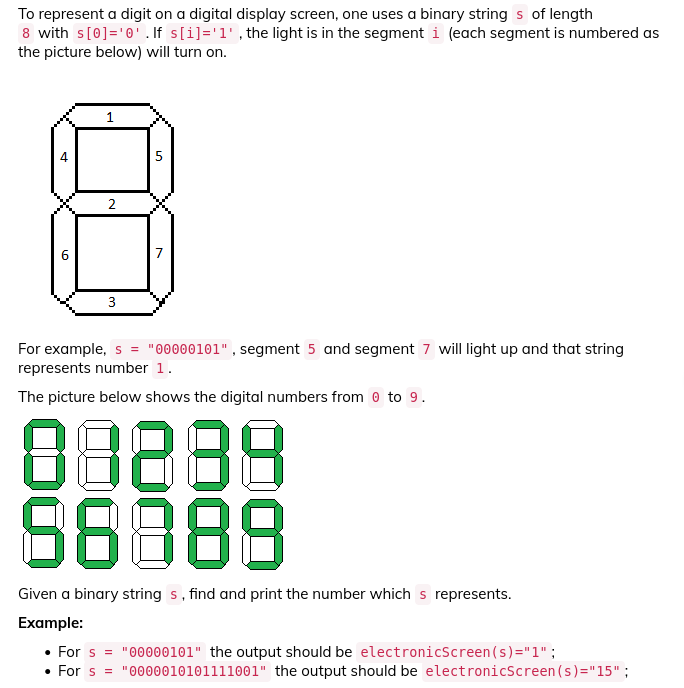 To represent a digit on a digital display screen, one uses a binary string s of length
8 with s[0]='0'. If s[i]='1', the light is in the segment i (each segment is numbered as
the picture below) will turn on.
1
4 5
2
6 7
3
For example, s = "00000101", segment 5 and segment 7 will light up and that string
represents number 1.
The picture below shows the digital numbers from 0 to 9.
Given a binary string s, find and print the number which s represents.
Example:
• For s = "00000101" the output should be electronicScreen(s)="1";
• For s = "0000010101111001" the output should be electronicScreen(s)="15";